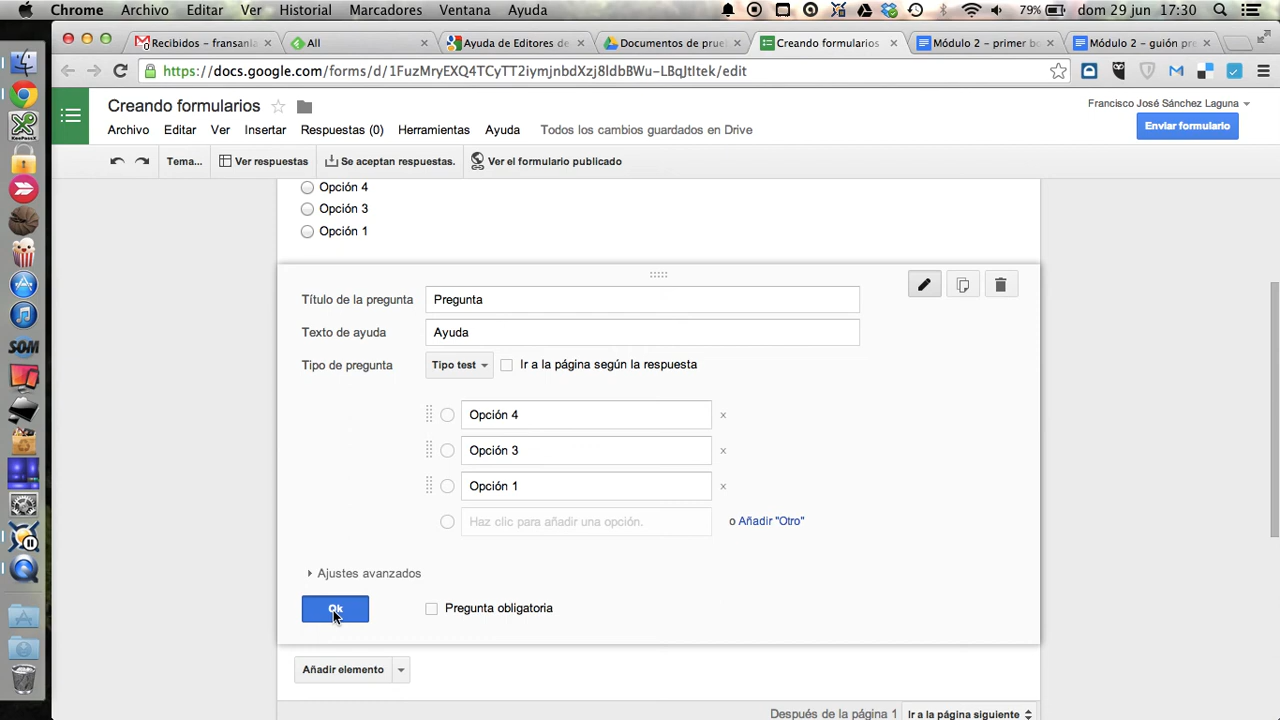 Chrome Archivo Editar Ver Historial Marcadores Ventana Ayuda 79% dom 29 jun 17:30
Recibidos – fransania × All × Ayuda de Editores de × Documentos de prue × Creando formularios × Módulo 2 – primer bo × Módulo 2 – guión pre ×
https://docs.google.com/forms/d/1FuzMryEXQ4TCyTT2iymjnbdXzj8ldbBWu–LBqJtltek/edit
Creando formularios
Francisco José Sánchez Laguna
Archivo Editar Ver Insertar Respuestas (0) Herramientas Ayuda Todos los cambios guardados en Drive
Enviar formulario
Tema... Ver respuestas Se aceptan respuestas. Ver el formulario publicado
Opción 4
Opción 3
Opción 1
Título de la pregunta Pregunta
Texto de ayuda Ayuda
Tipo de pregunta Tipo test Ir a la página según la respuesta
Opción 4 ×
Opción 3 ×
Opción 1 ×
Haz clic para añadir una opción. o Añadir "Otro"
Ajustes avanzados
Ok Pregunta obligatoria
Añadir elemento
Después de la página 1 Ir a la página siguiente
SOM